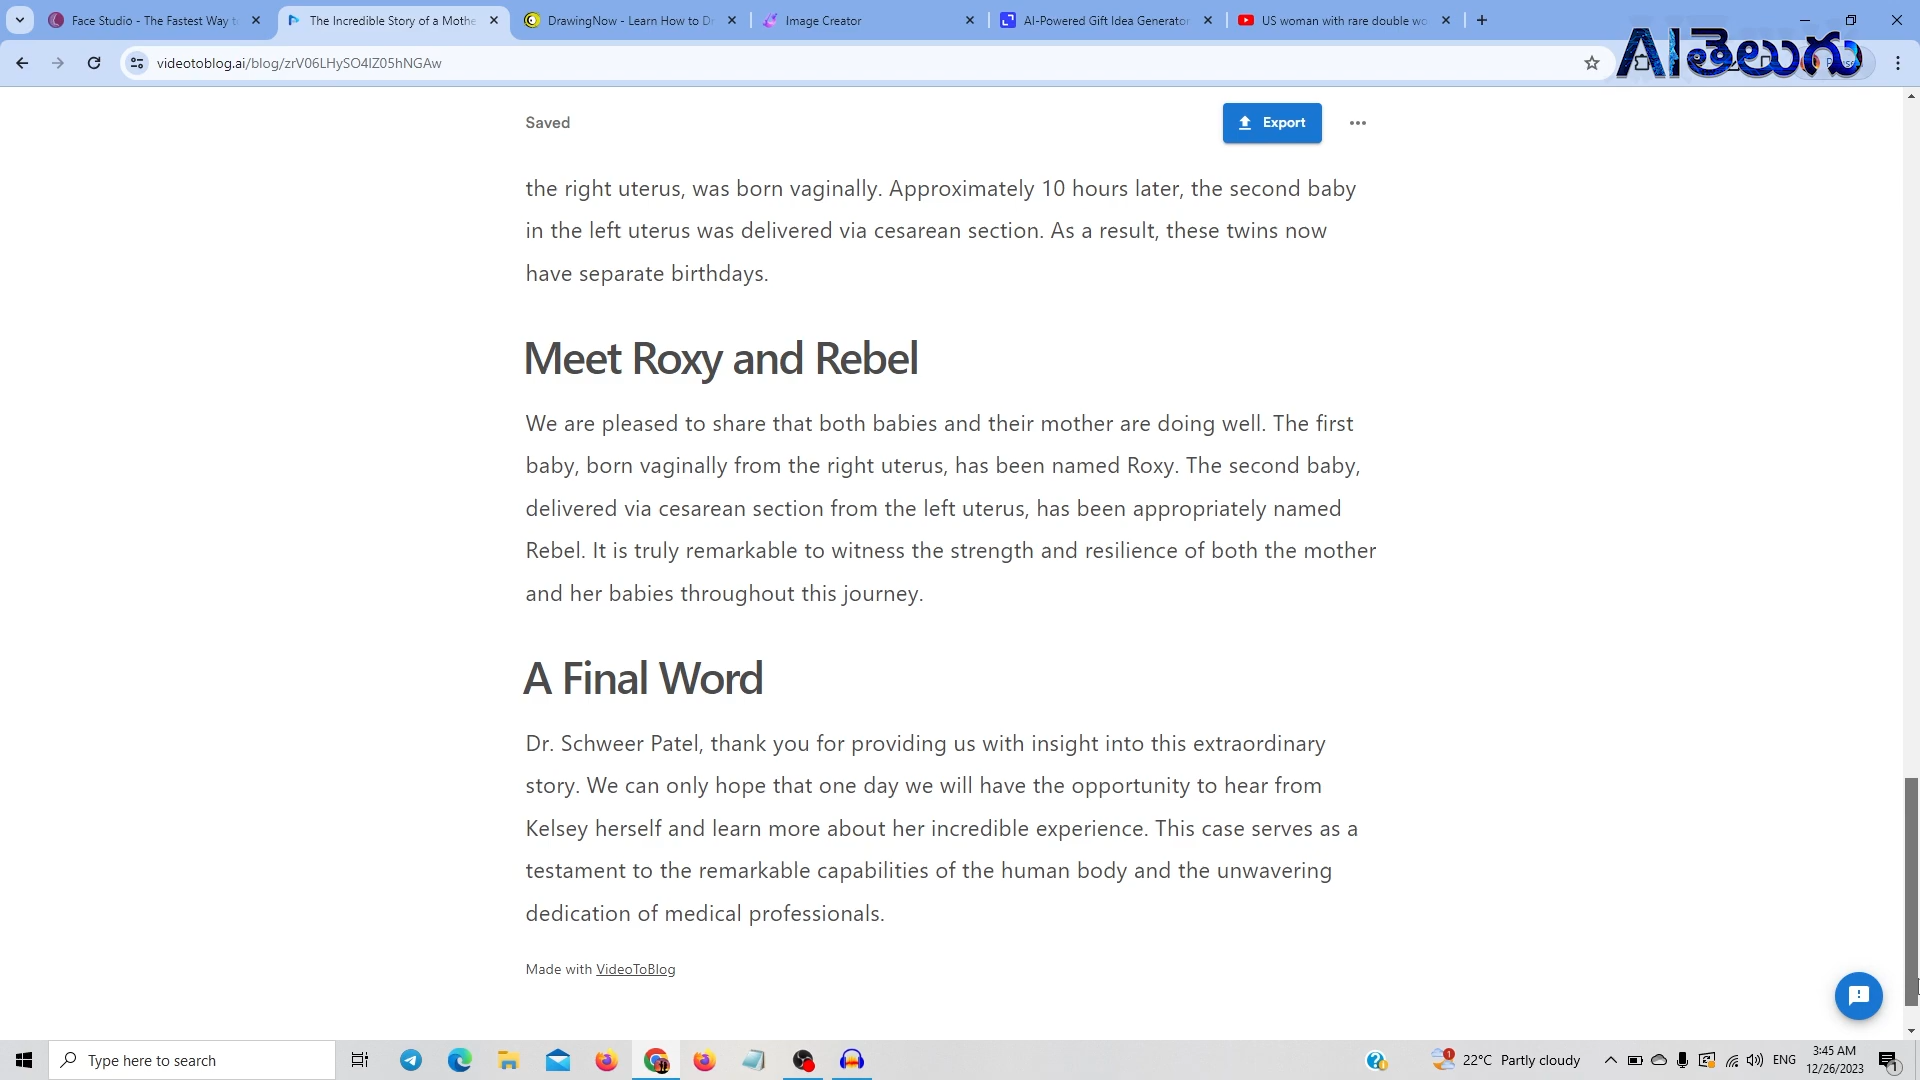 Face Studio - The Fastest Way t
The Incredible Story of a Mothe
DrawingNow - Learn How to Dr
Image Creator
AI-Powered Gift Idea Generator
US woman with rare double wo
videotoblog.ai/blog/zrV06LHySO4IZ05hNGAw
AIతెలుగు
Saved
Export
the right uterus, was born vaginally. Approximately 10 hours later, the second baby
in the left uterus was delivered via cesarean section. As a result, these twins now
have separate birthdays.
Meet Roxy and Rebel
We are pleased to share that both babies and their mother are doing well. The first
baby, born vaginally from the right uterus, has been named Roxy. The second baby,
delivered via cesarean section from the left uterus, has been appropriately named
Rebel. It is truly remarkable to witness the strength and resilience of both the mother
and her babies throughout this journey.
A Final Word
Dr. Schweer Patel, thank you for providing us with insight into this extraordinary
story. We can only hope that one day we will have the opportunity to hear from
Kelsey herself and learn more about her incredible experience. This case serves as a
testament to the remarkable capabilities of the human body and the unwavering
dedication of medical professionals.
Made with VideoToBlog
Type here to search
1
22°C Partly cloudy
ENG
3:45 AM
12/26/2023
1